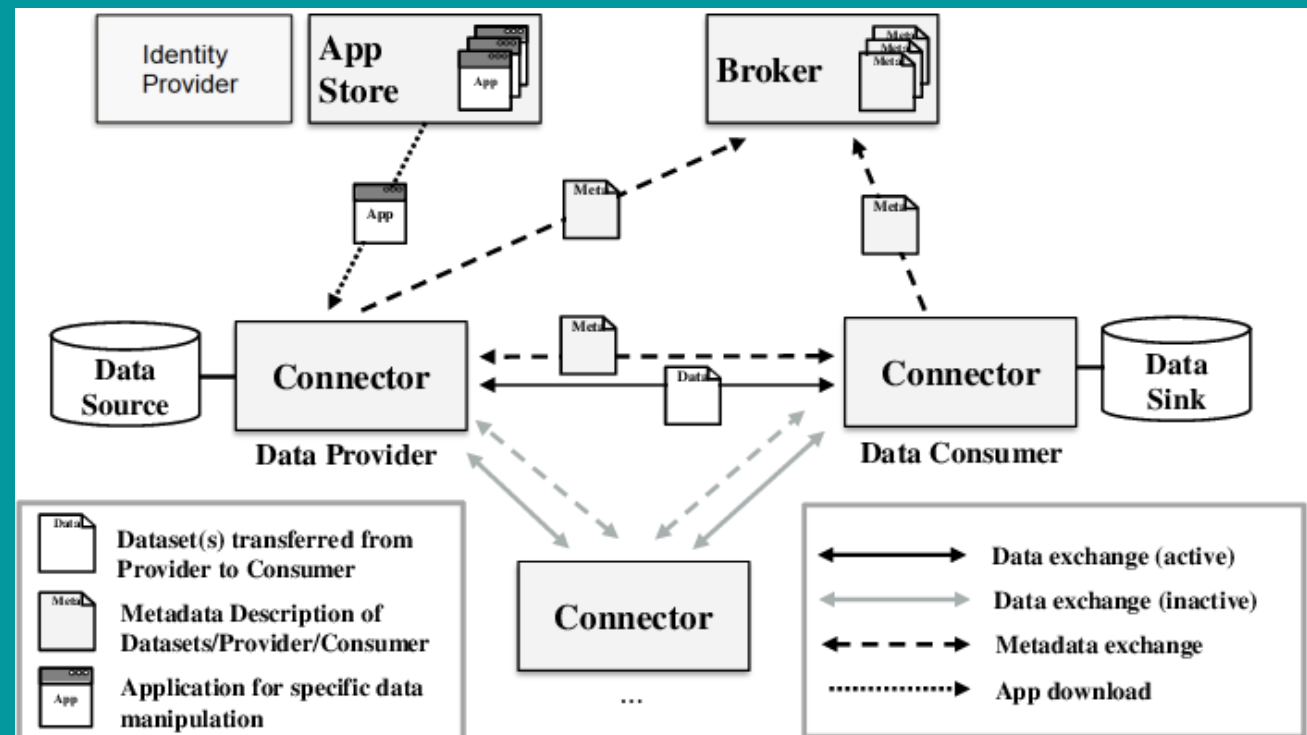 Identity
Provider
App
Store
App
Broker
Meta
Meta
Meta
App
Meta
Meta
Data
Source
Connector
Data Provider
Meta
Data
Connector
Data Consumer
Data
Sink
Connector
...
Data
Dataset(s) transferred from
Provider to Consumer
Meta
Metadata Description of
Datasets/Provider/Consumer
App
Application for specific data
manipulation
Data exchange (active)
Data exchange (inactive)
Metadata exchange
App download